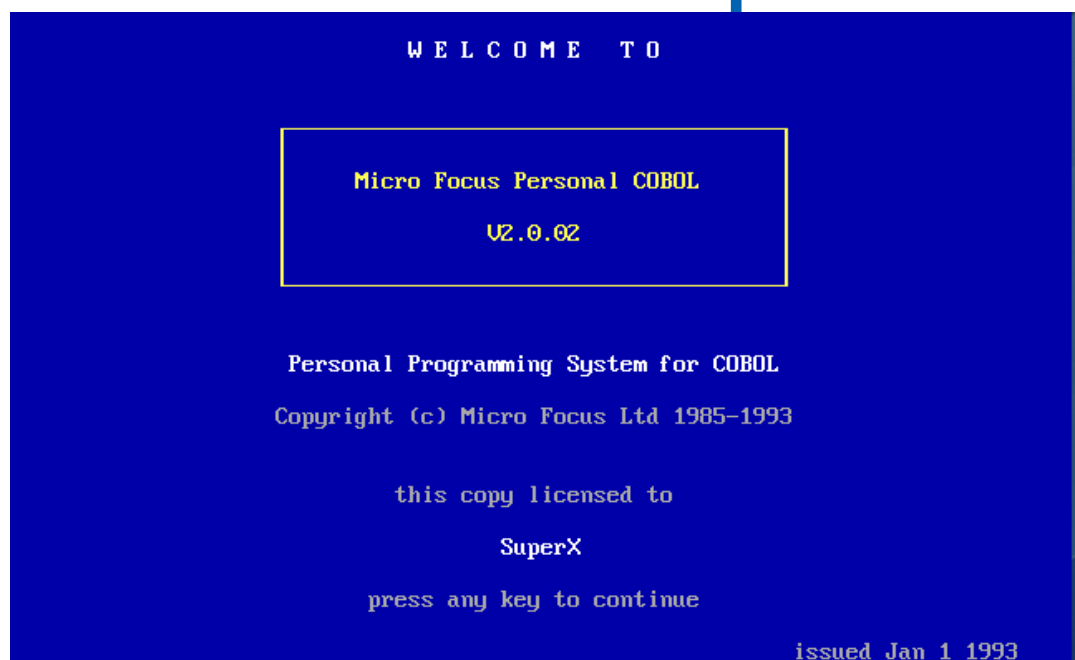 W E L C O M E   T O
Micro Focus Personal COBOL
V2.0.02
Personal Programming System for COBOL
Copyright (c) Micro Focus Ltd 1985-1993
this copy licensed to
SuperX
press any key to continue
issued Jan 1 1993